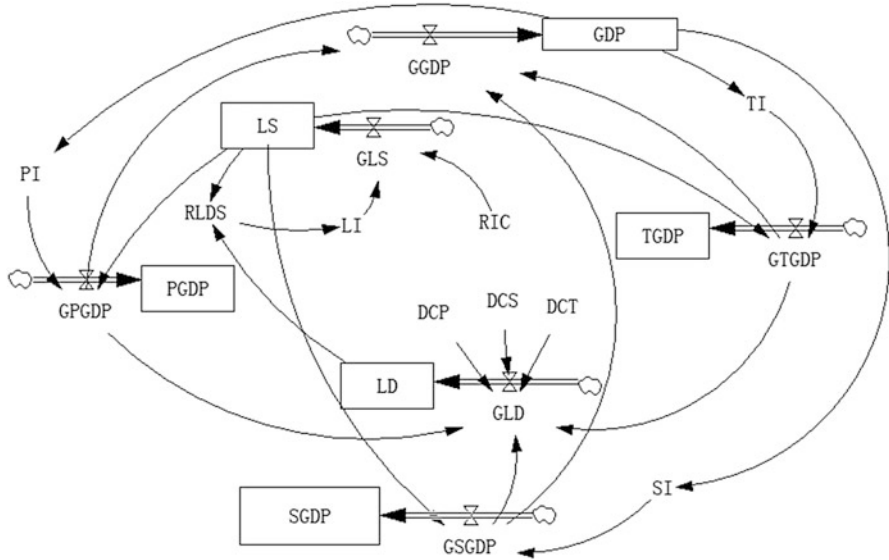 GDP
GGDP
TI
LS
GLS
PI
RLDS
LI
RIC
TGDP
GTGDP
PGDP
GPGDP
DCP
DCS
DCT
LD
GLD
SI
SGDP
GSGDP